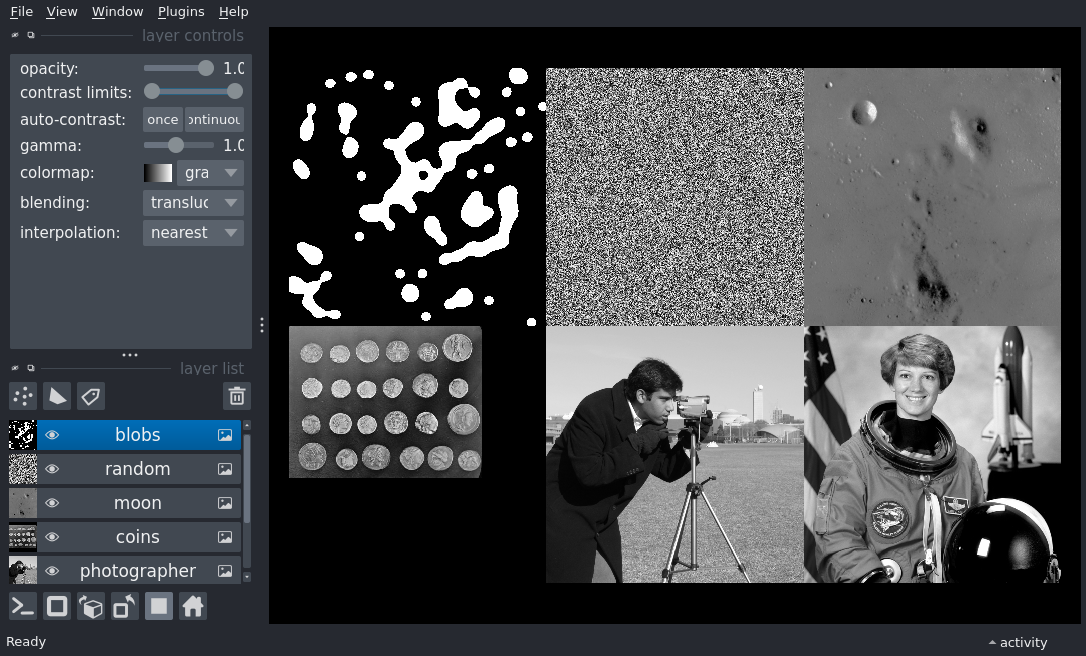 File View Window Plugins Help
layer controls
opacity: 1.0
contrast limits:
auto-contrast: once ontinuou
gamma: 1.0
colormap: gra
blending: transluc
interpolation: nearest
layer list
blobs
random
moon
coins
photographer
Ready
activity